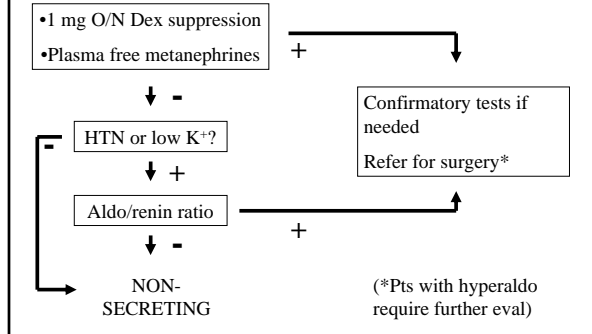 •1 mg O/N Dex suppression
•Plasma free metanephrines
+
-
Confirmatory tests if
needed
Refer for surgery*
HTN or low K⁺?
-
+
Aldo/renin ratio
+
-
NON-
SECRETING
(*Pts with hyperaldo
require further eval)